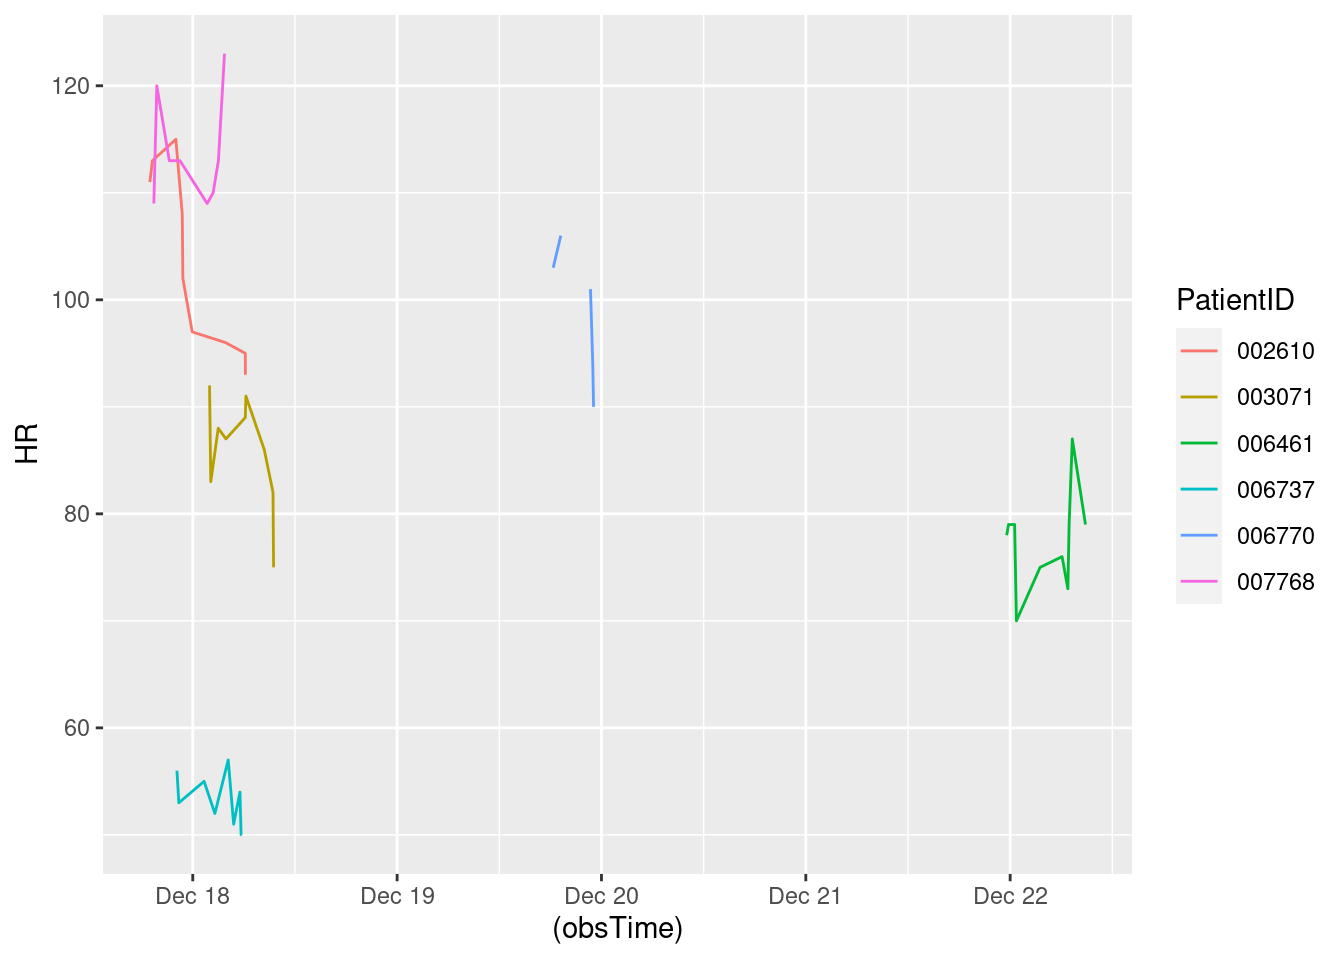 120
100
80
60
HR
Dec 18
Dec 19
Dec 20
Dec 21
Dec 22
(obsTime)
PatientID
002610
003071
006461
006737
006770
007768